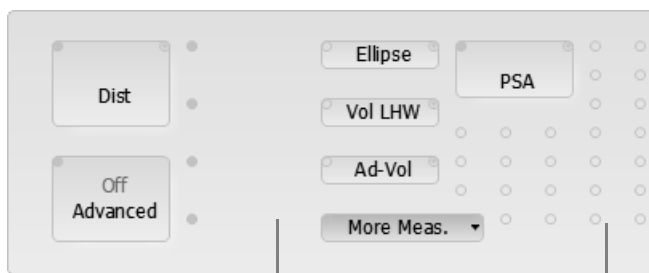 Dist
Off
Advanced
Ellipse
Vol LHW
Ad-Vol
More Meas.
PSA